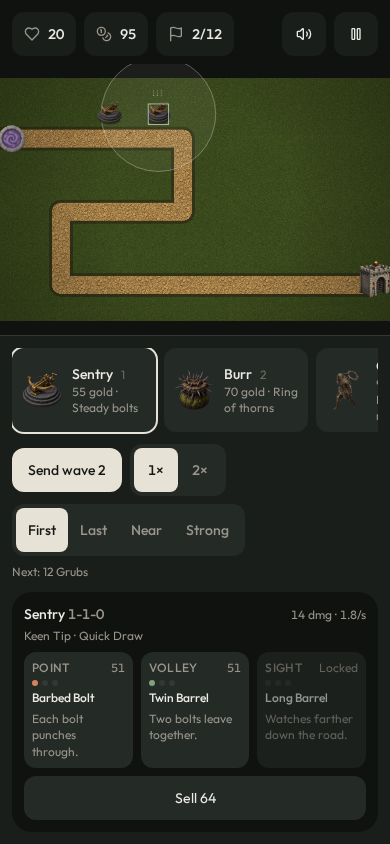 20
95
2/12
Sentry 1
55 gold ·
Steady bolts
Burr 2
70 gold · Ring
of thorns
Send wave 2
1×
2×
First
Last
Near
Strong
Next: 12 Grubs
Sentry 1-1-0
14 dmg · 1.8/s
Keen Tip · Quick Draw
POINT 51
Barbed Bolt
Each bolt
punches
through.
VOLLEY 51
Twin Barrel
Two bolts leave
together.
SIGHT Locked
Long Barrel
Watches farther
down the road.
Sell 64